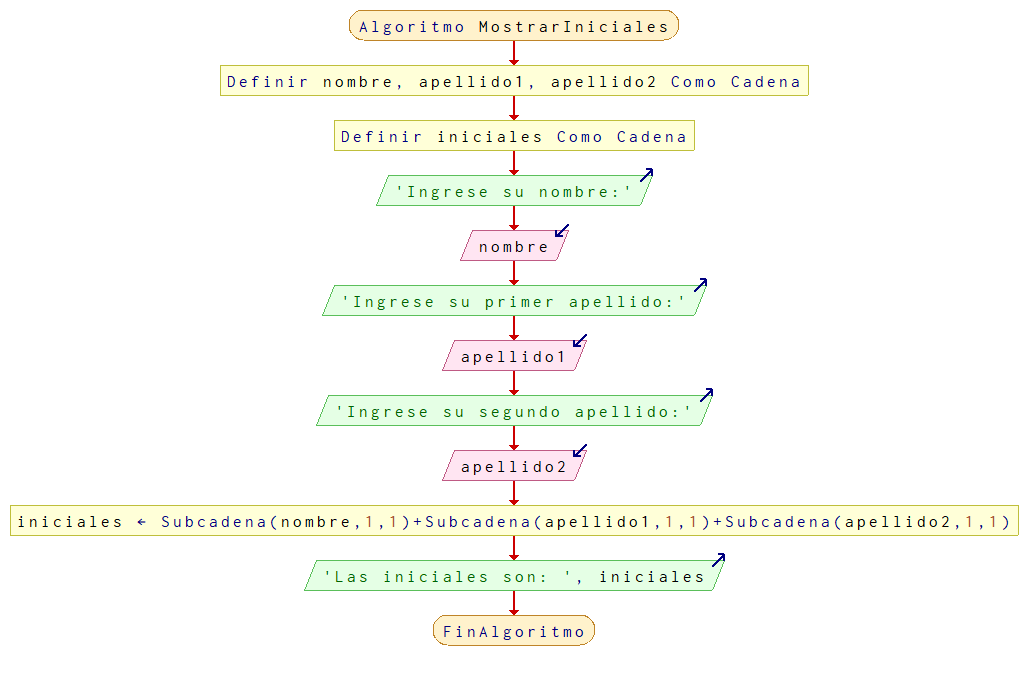 Algoritmo MostrarIniciales
Definir nombre, apellido1, apellido2 Como Cadena
Definir iniciales Como Cadena
'Ingrese su nombre:'
nombre
'Ingrese su primer apellido:'
apellido1
'Ingrese su segundo apellido:'
apellido2
iniciales ← Subcadena(nombre,1,1)+Subcadena(apellido1,1,1)+Subcadena(apellido2,1,1)
'Las iniciales son: ', iniciales
FinAlgoritmo